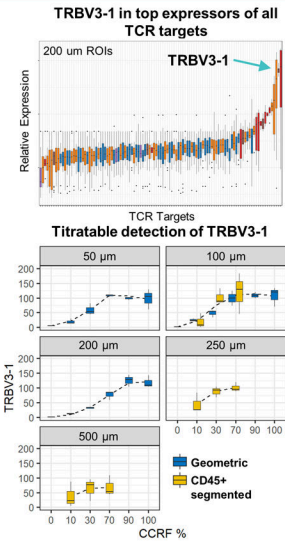 TRBV3-1 in top expressors of all
TCR targets
200 um ROIs
TRBV3-1
Relative Expression
TCR Targets
Titratable detection of TRBV3-1
50 µm
100 µm
200
150
100
50
0
200 µm
250 µm
200
150
100
50
0
0 10 30 70 90 100
500 µm
200
150
100
50
0
0 10 30 70 90 100
TRBV3-1
Geometric
CD45+
segmented
CCRF %